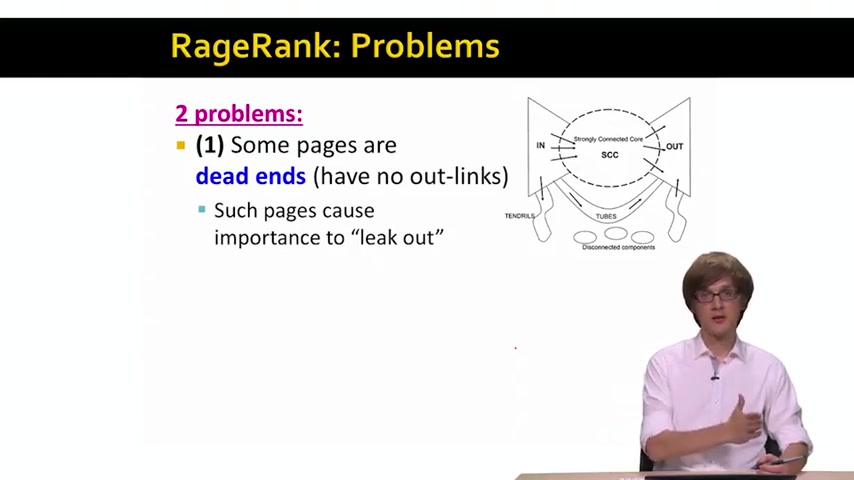 RageRank: Problems
2 problems:
(1) Some pages are
dead ends (have no out-links)
Such pages cause
importance to “leak out”
IN
Strongly Connected Core
SCC
OUT
TENDRILS
TUBES
Disconnected components